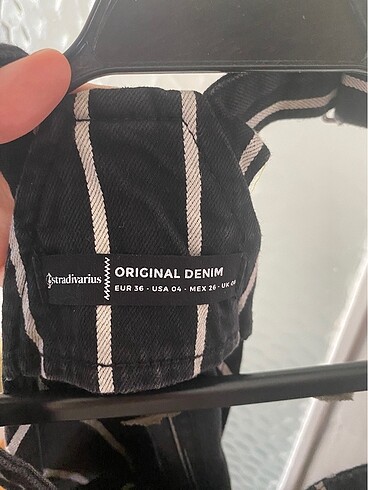 stradivarius
ORIGINAL DENIM
EUR 36 - USA 04 - MEX 26 - UK 08